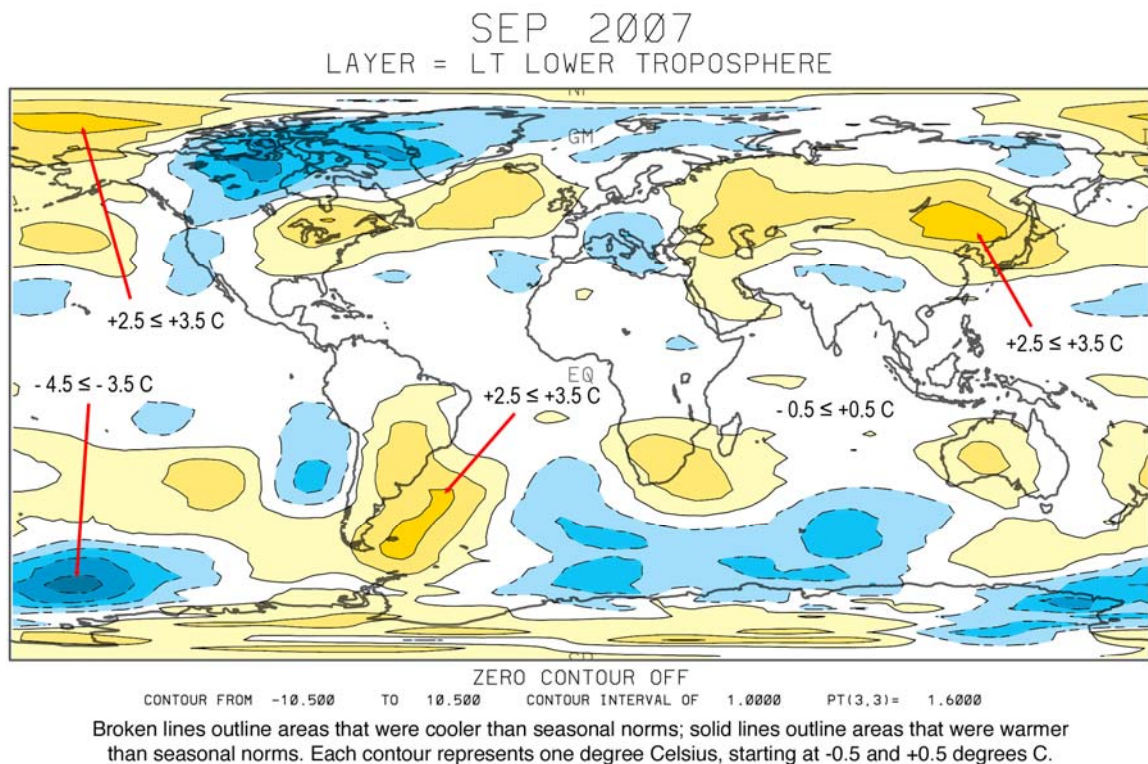 SEP 2007
LAYER = LT LOWER TROPOSPHERE
GM
+2.5 ≤ +3.5 C
+2.5 ≤ +3.5 C
- 4.5 ≤ - 3.5 C
EQ
+2.5 ≤ +3.5 C
- 0.5 ≤ +0.5 C
ZERO CONTOUR OFF
CONTOUR FROM -10.500 TO 10.500 CONTOUR INTERVAL OF 1.0000 PT(3,3)= 1.6000
Broken lines outline areas that were cooler than seasonal norms; solid lines outline areas that were warmer
than seasonal norms. Each contour represents one degree Celsius, starting at -0.5 and +0.5 degrees C.